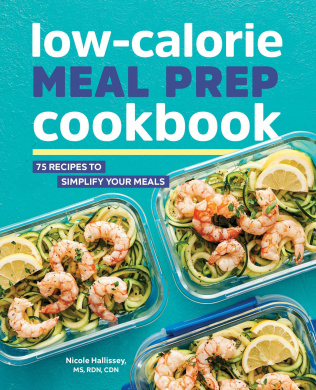 low-calorie
MEAL PREP
cookbook
75 RECIPES TO
SIMPLIFY YOUR MEALS
Nicole Hallissey,
MS, RDN, CDN